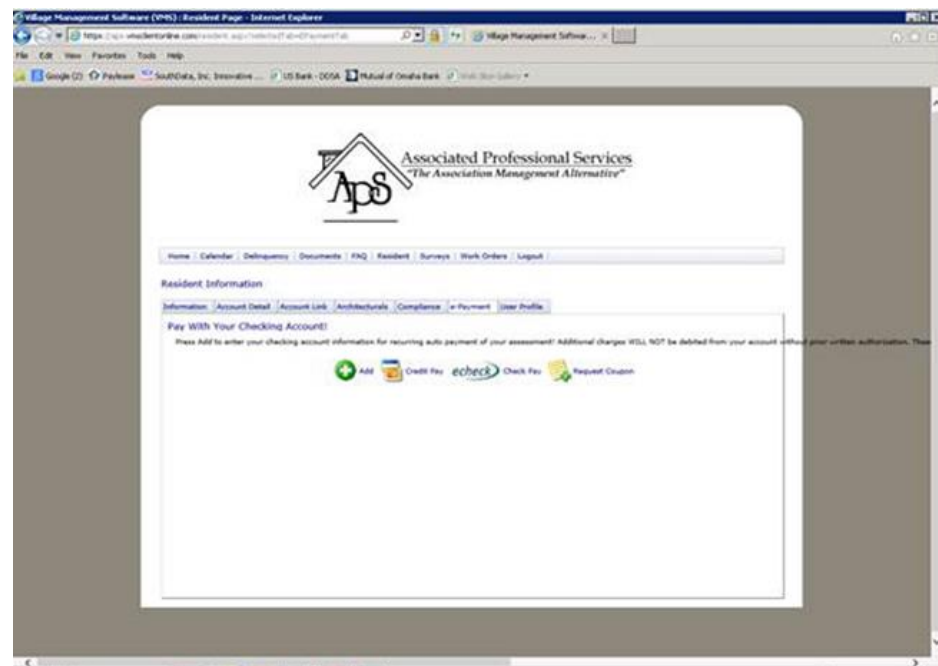 Village Management Software (VMS) : Resident Page - Internet Explorer
Village Management Softwar... ×
File Edit View Favorites Tools Help
Google (2) Paylease SouthData, Inc. Innovative ... US Bank - DDSA Mutual of Omaha Bank
Associated Professional Services
"The Association Management Alternative"
APS
Home Calendar Delinquency Documents FAQ Resident Surveys Work Orders Logout
Resident Information
Information Account Detail Account Link Architecturals Compliance e-Payment User Profile
Pay With Your Checking Account!
Press Add to enter your checking account information for recurring auto payment of your assessment! Additional charges WILL NOT be debited from your account without prior written authorization.
Add Credit Pay echeck Check Pay Request Coupon